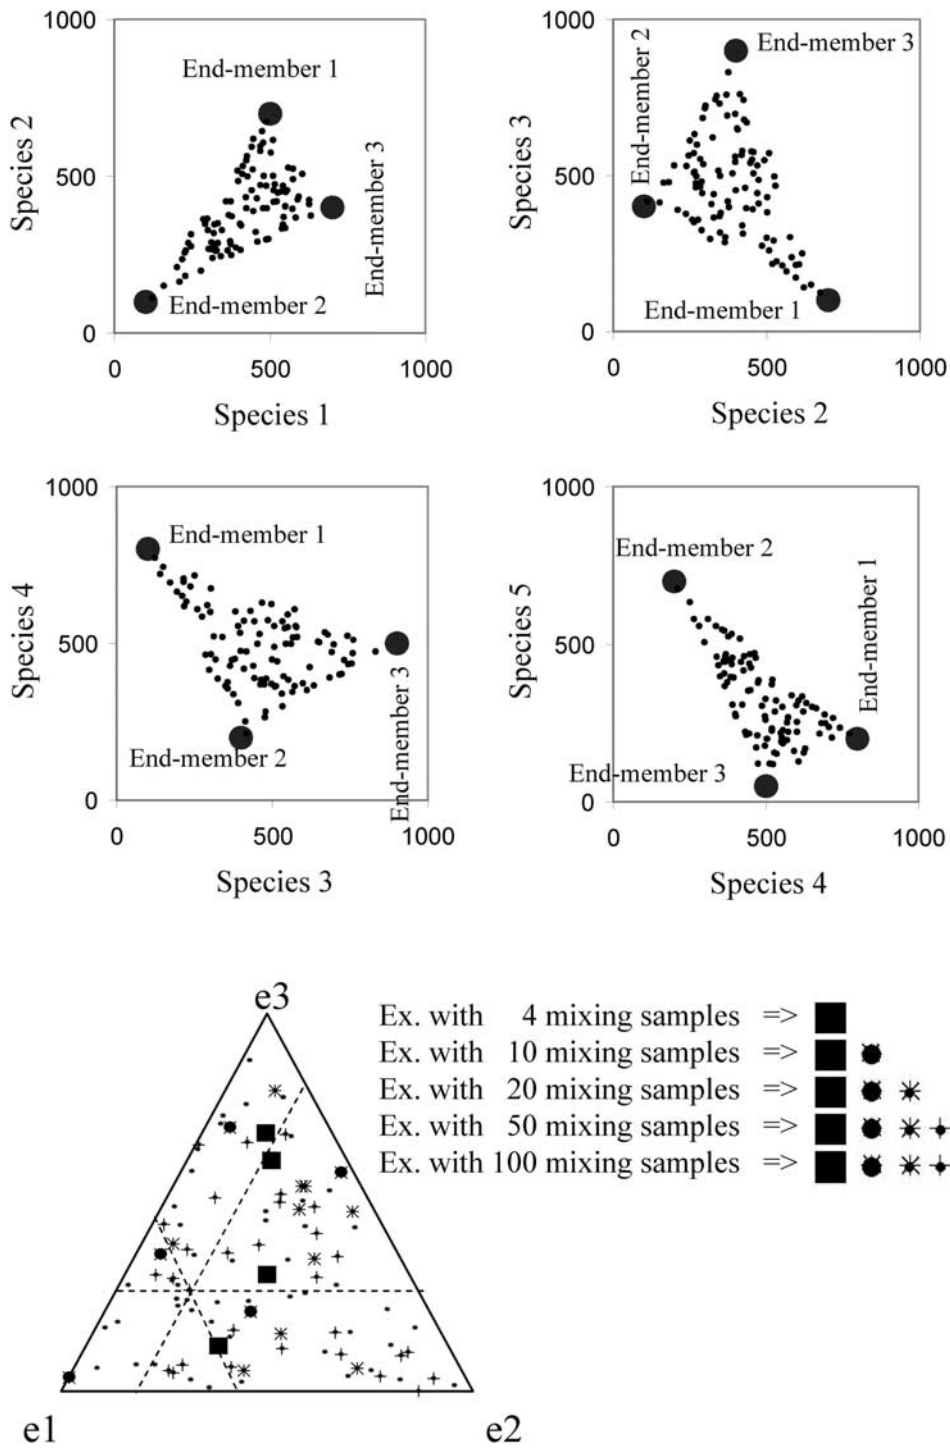 1000
End-member 1
Species 2
500
End-member 3
End-member 2
0
0
500
1000
Species 1
1000
End-member 2
End-member 3
Species 3
500
End-member 1
0
0
500
1000
Species 2
1000
End-member 1
Species 4
500
End-member 3
End-member 2
0
0
500
1000
Species 3
1000
End-member 2
End-member 1
Species 5
500
End-member 3
0
0
500
1000
Species 4
e3
Ex. with 4 mixing samples =>
Ex. with 10 mixing samples =>
Ex. with 20 mixing samples =>
Ex. with 50 mixing samples =>
Ex. with 100 mixing samples =>
e1
e2